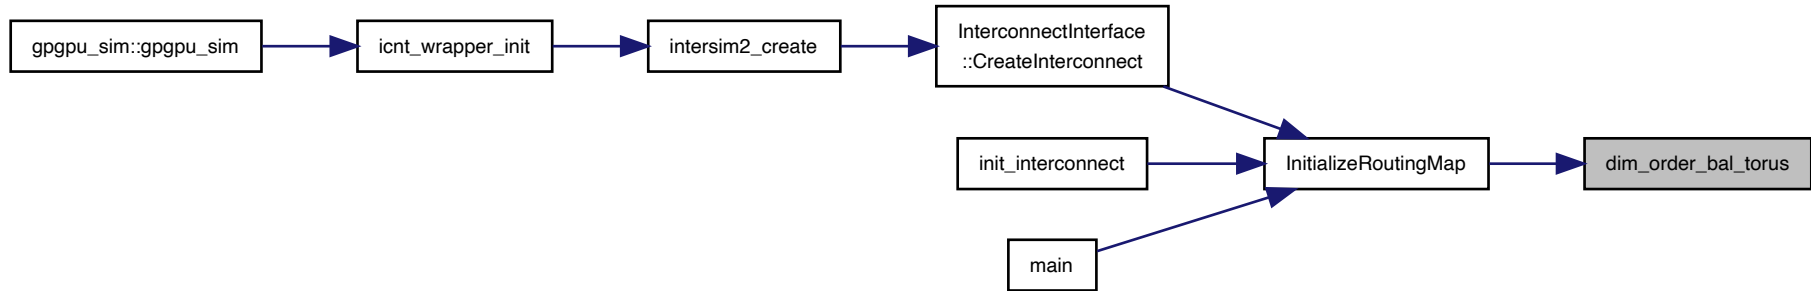 gpgpu_sim::gpgpu_sim
icnt_wrapper_init
intersim2_create
InterconnectInterface
::CreateInterconnect
init_interconnect
InitializeRoutingMap
dim_order_bal_torus
main